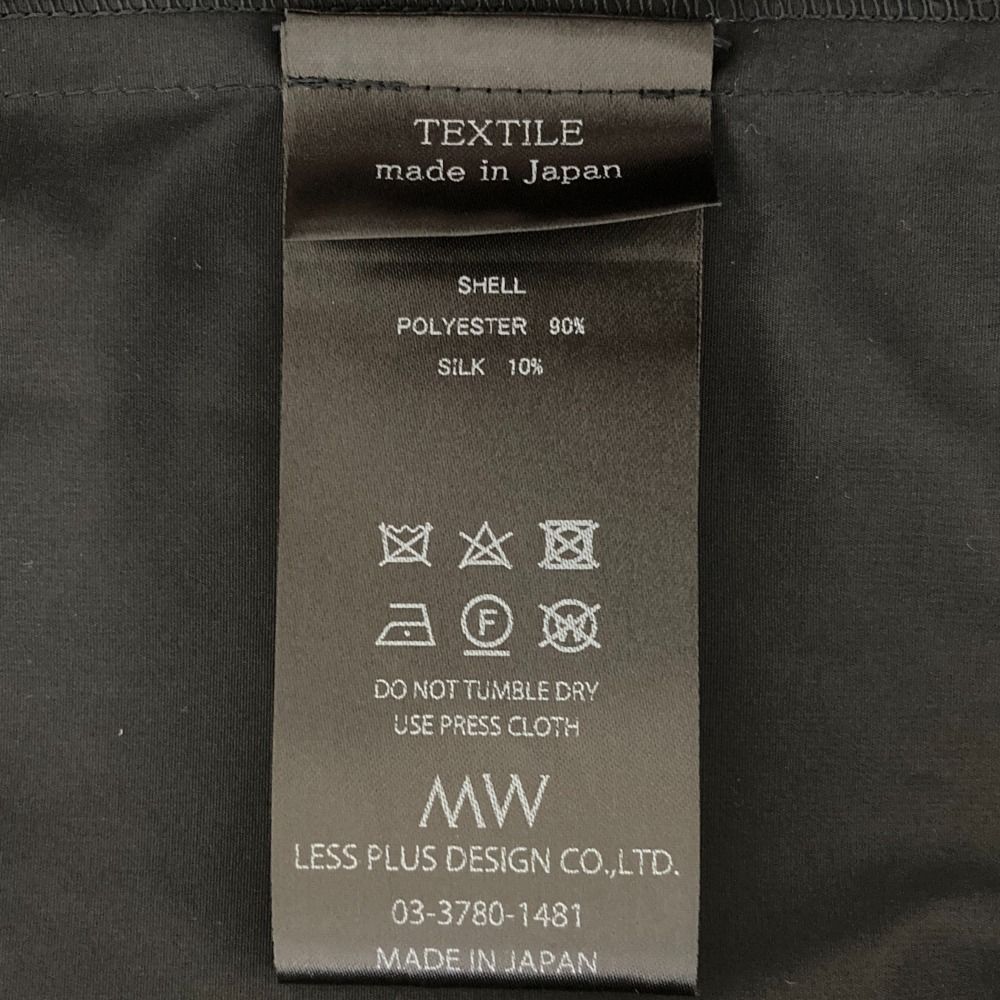 TEXTILE
made in Japan
SHELL
POLYESTER 90%
SILK 10%
F
W
DO NOT TUMBLE DRY
USE PRESS CLOTH
MW
LESS PLUS DESIGN CO.,LTD.
03-3780-1481
MADE IN JAPAN